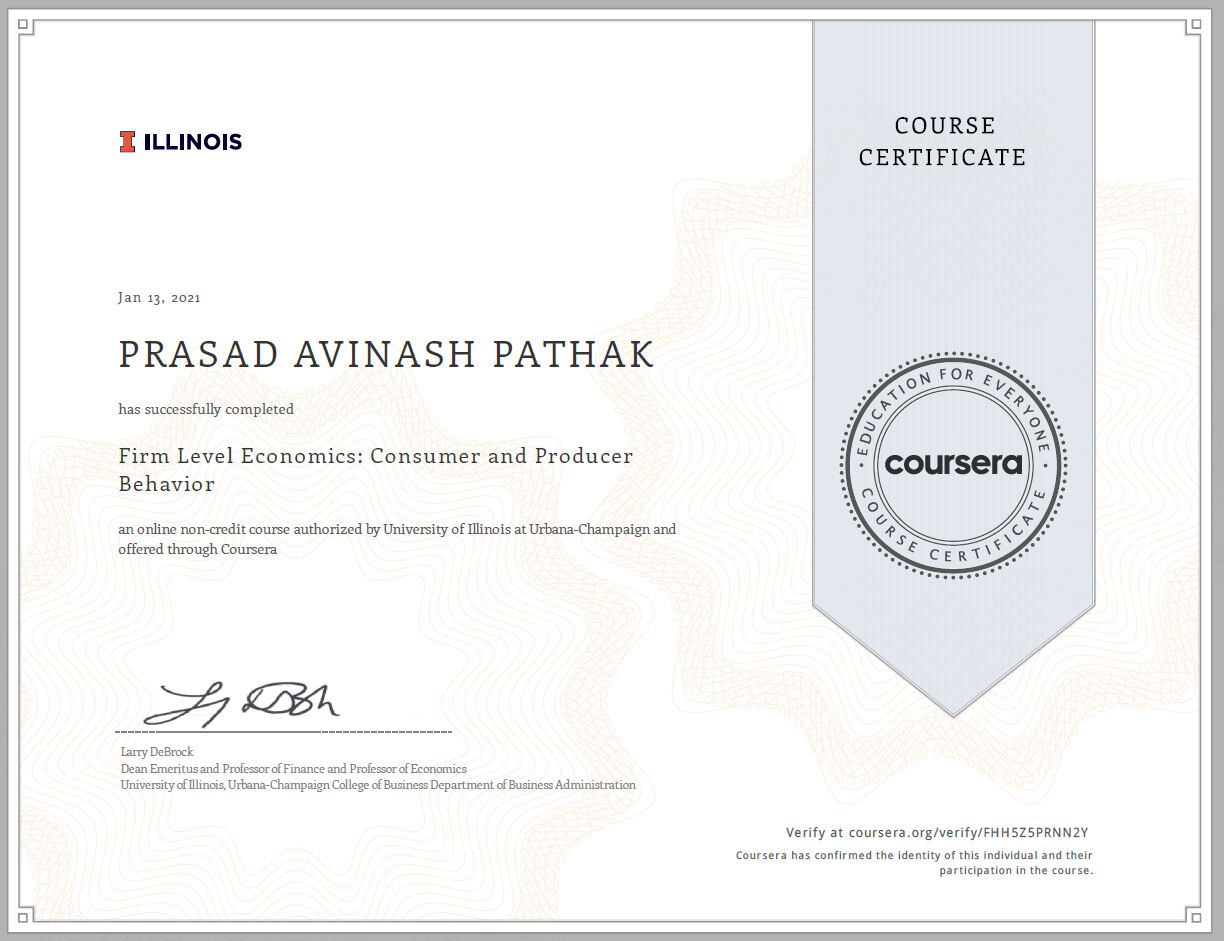 ILLINOIS
COURSE
CERTIFICATE
Jan 13, 2021
PRASAD AVINASH PATHAK
has successfully completed
Firm Level Economics: Consumer and Producer
Behavior
an online non-credit course authorized by University of Illinois at Urbana-Champaign and
offered through Coursera
EDUCATION FOR EVERYONE
coursera
COURSE CERTIFICATE
Larry DeBrock
Dean Emeritus and Professor of Finance and Professor of Economics
University of Illinois, Urbana-Champaign College of Business Department of Business Administration
Verify at coursera.org/verify/FHH5Z5PRNN2Y
Coursera has confirmed the identity of this individual and their
participation in the course.